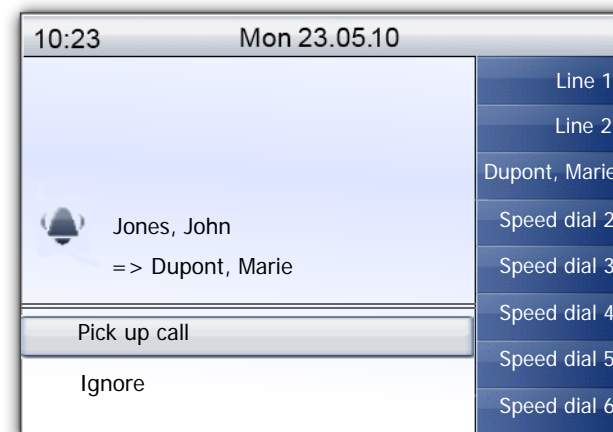 10:23 Mon 23.05.10
Line 1
Line 2
Dupont, Marie
Speed dial 2
Jones, John
=> Dupont, Marie
Speed dial 3
Speed dial 4
Pick up call
Speed dial 5
Ignore
Speed dial 6